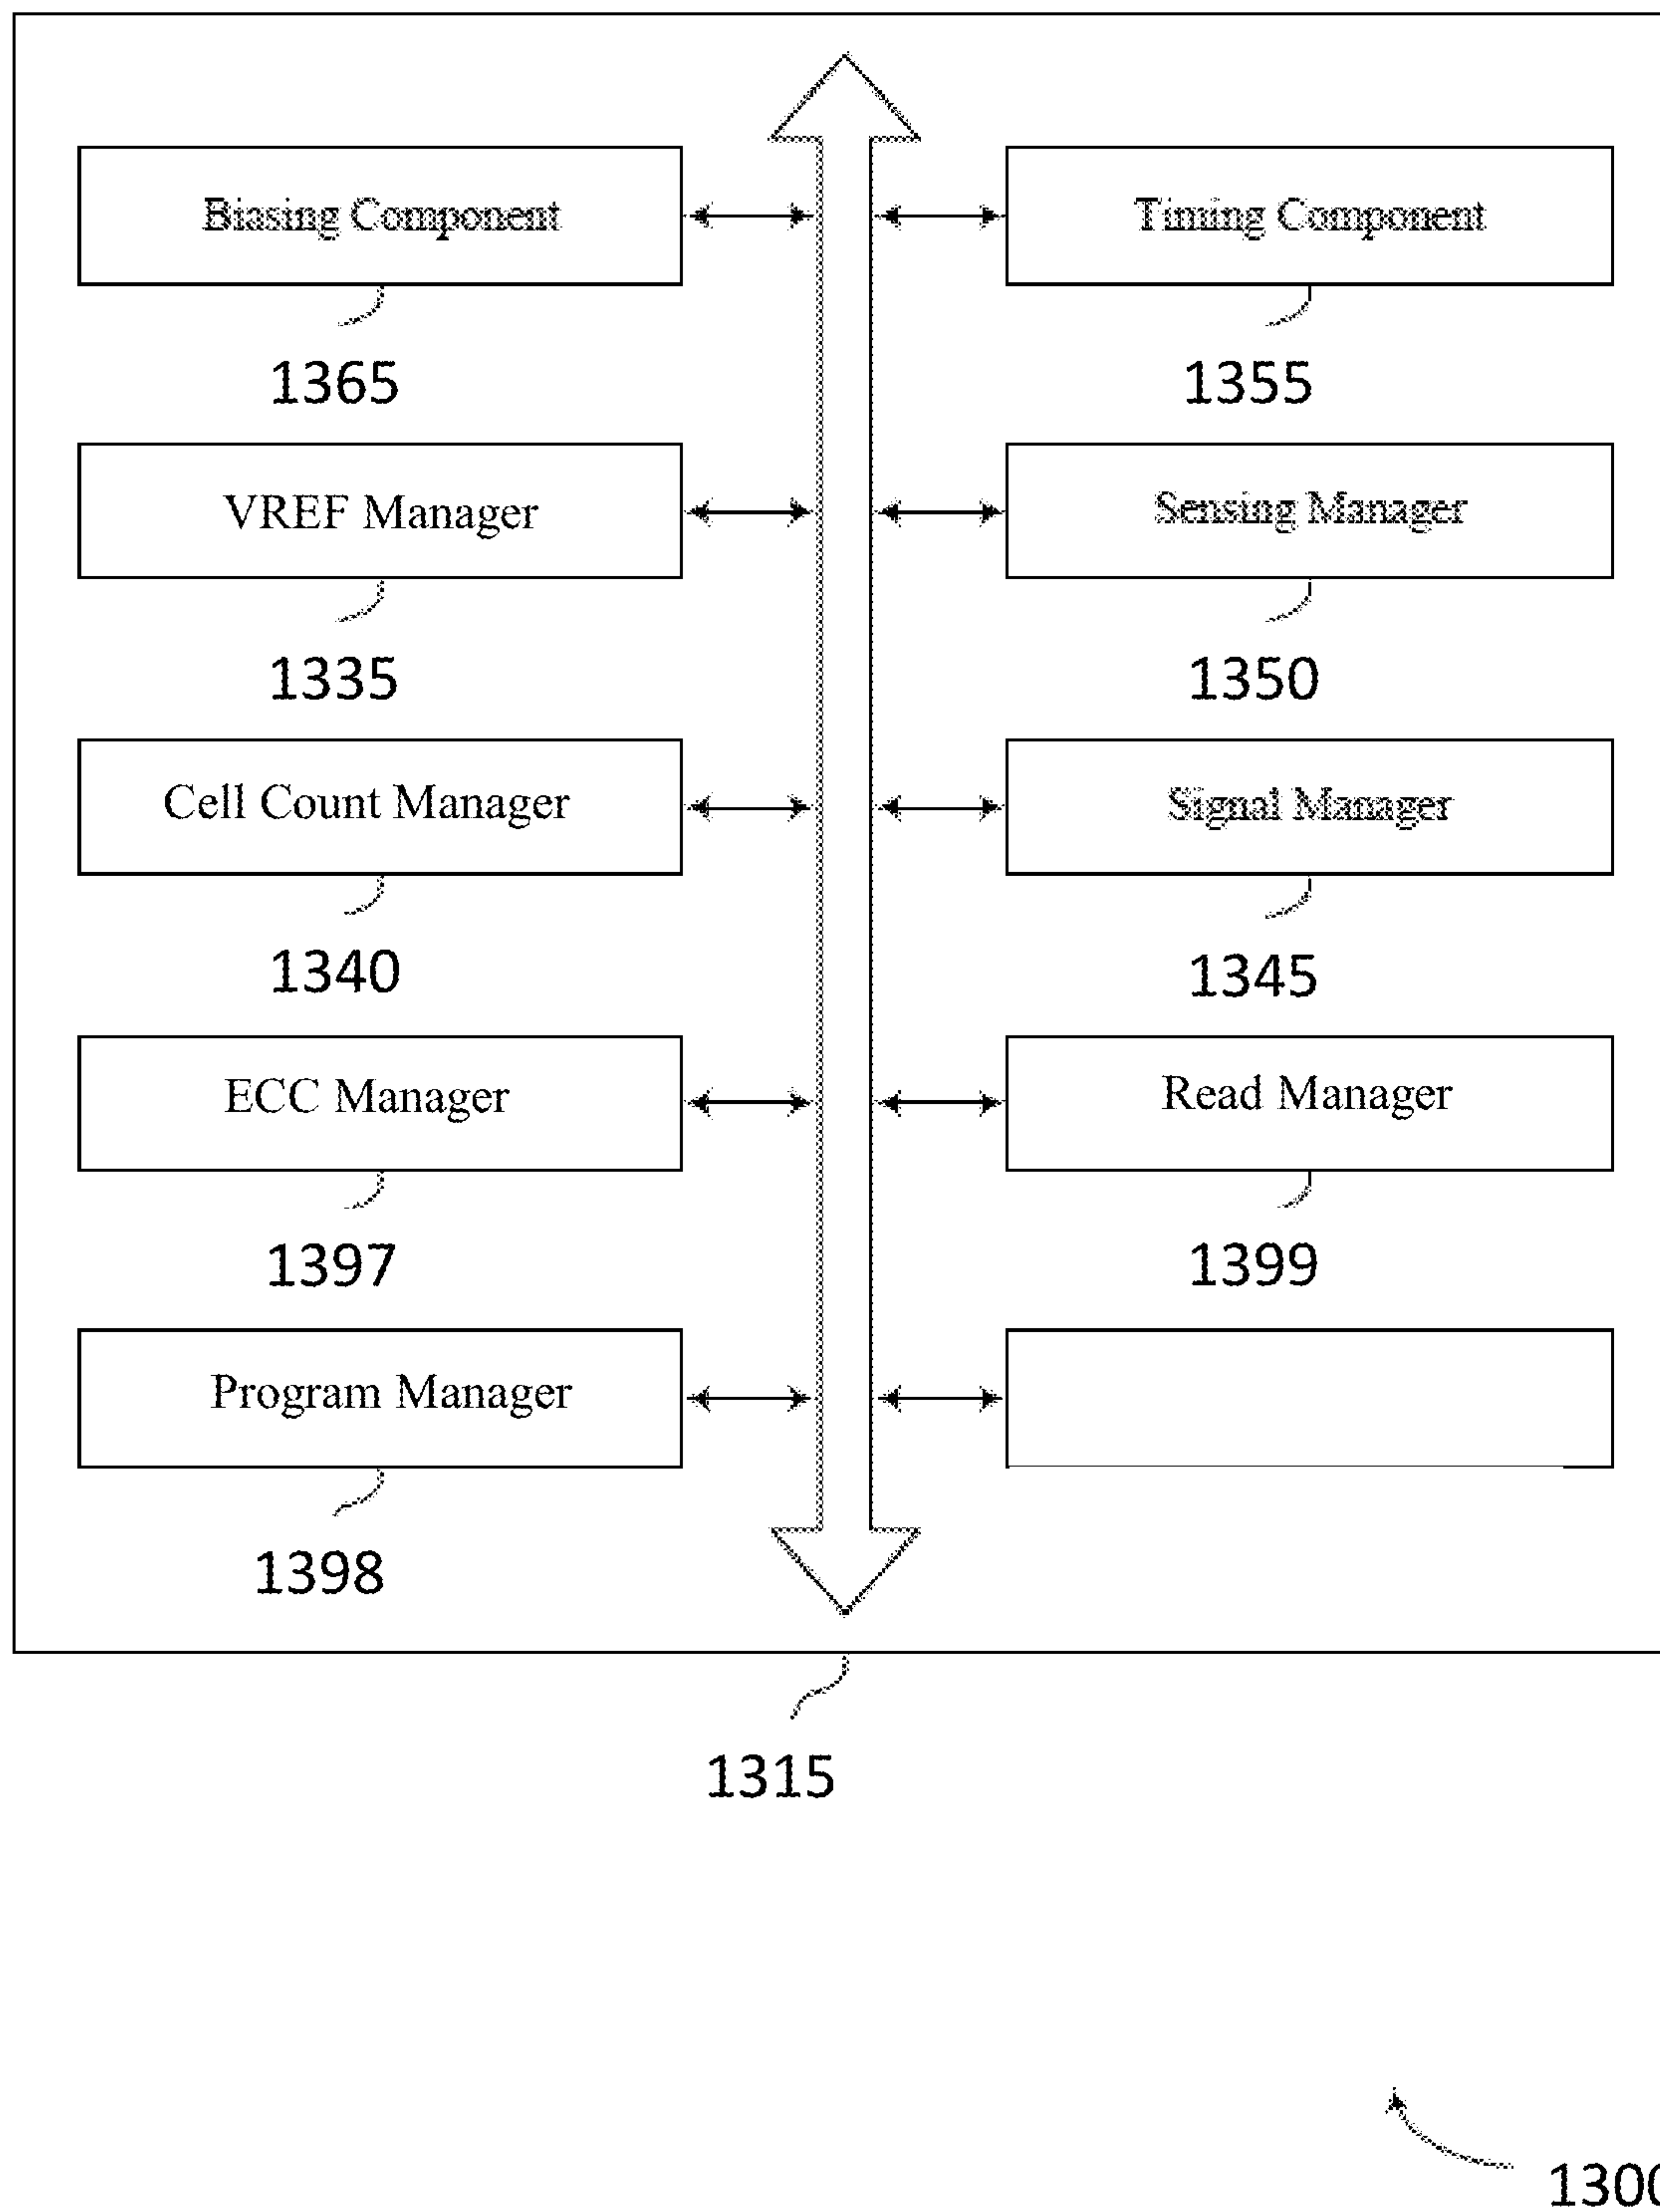 Biasing Component
Timing Component
1365
1355
VREF Manager
Sensing Manager
1335
1350
Cell Count Manager
Signal Manager
1340
1345
ECC Manager
Read Manager
1397
1399
Program Manager
1398
1315
1300